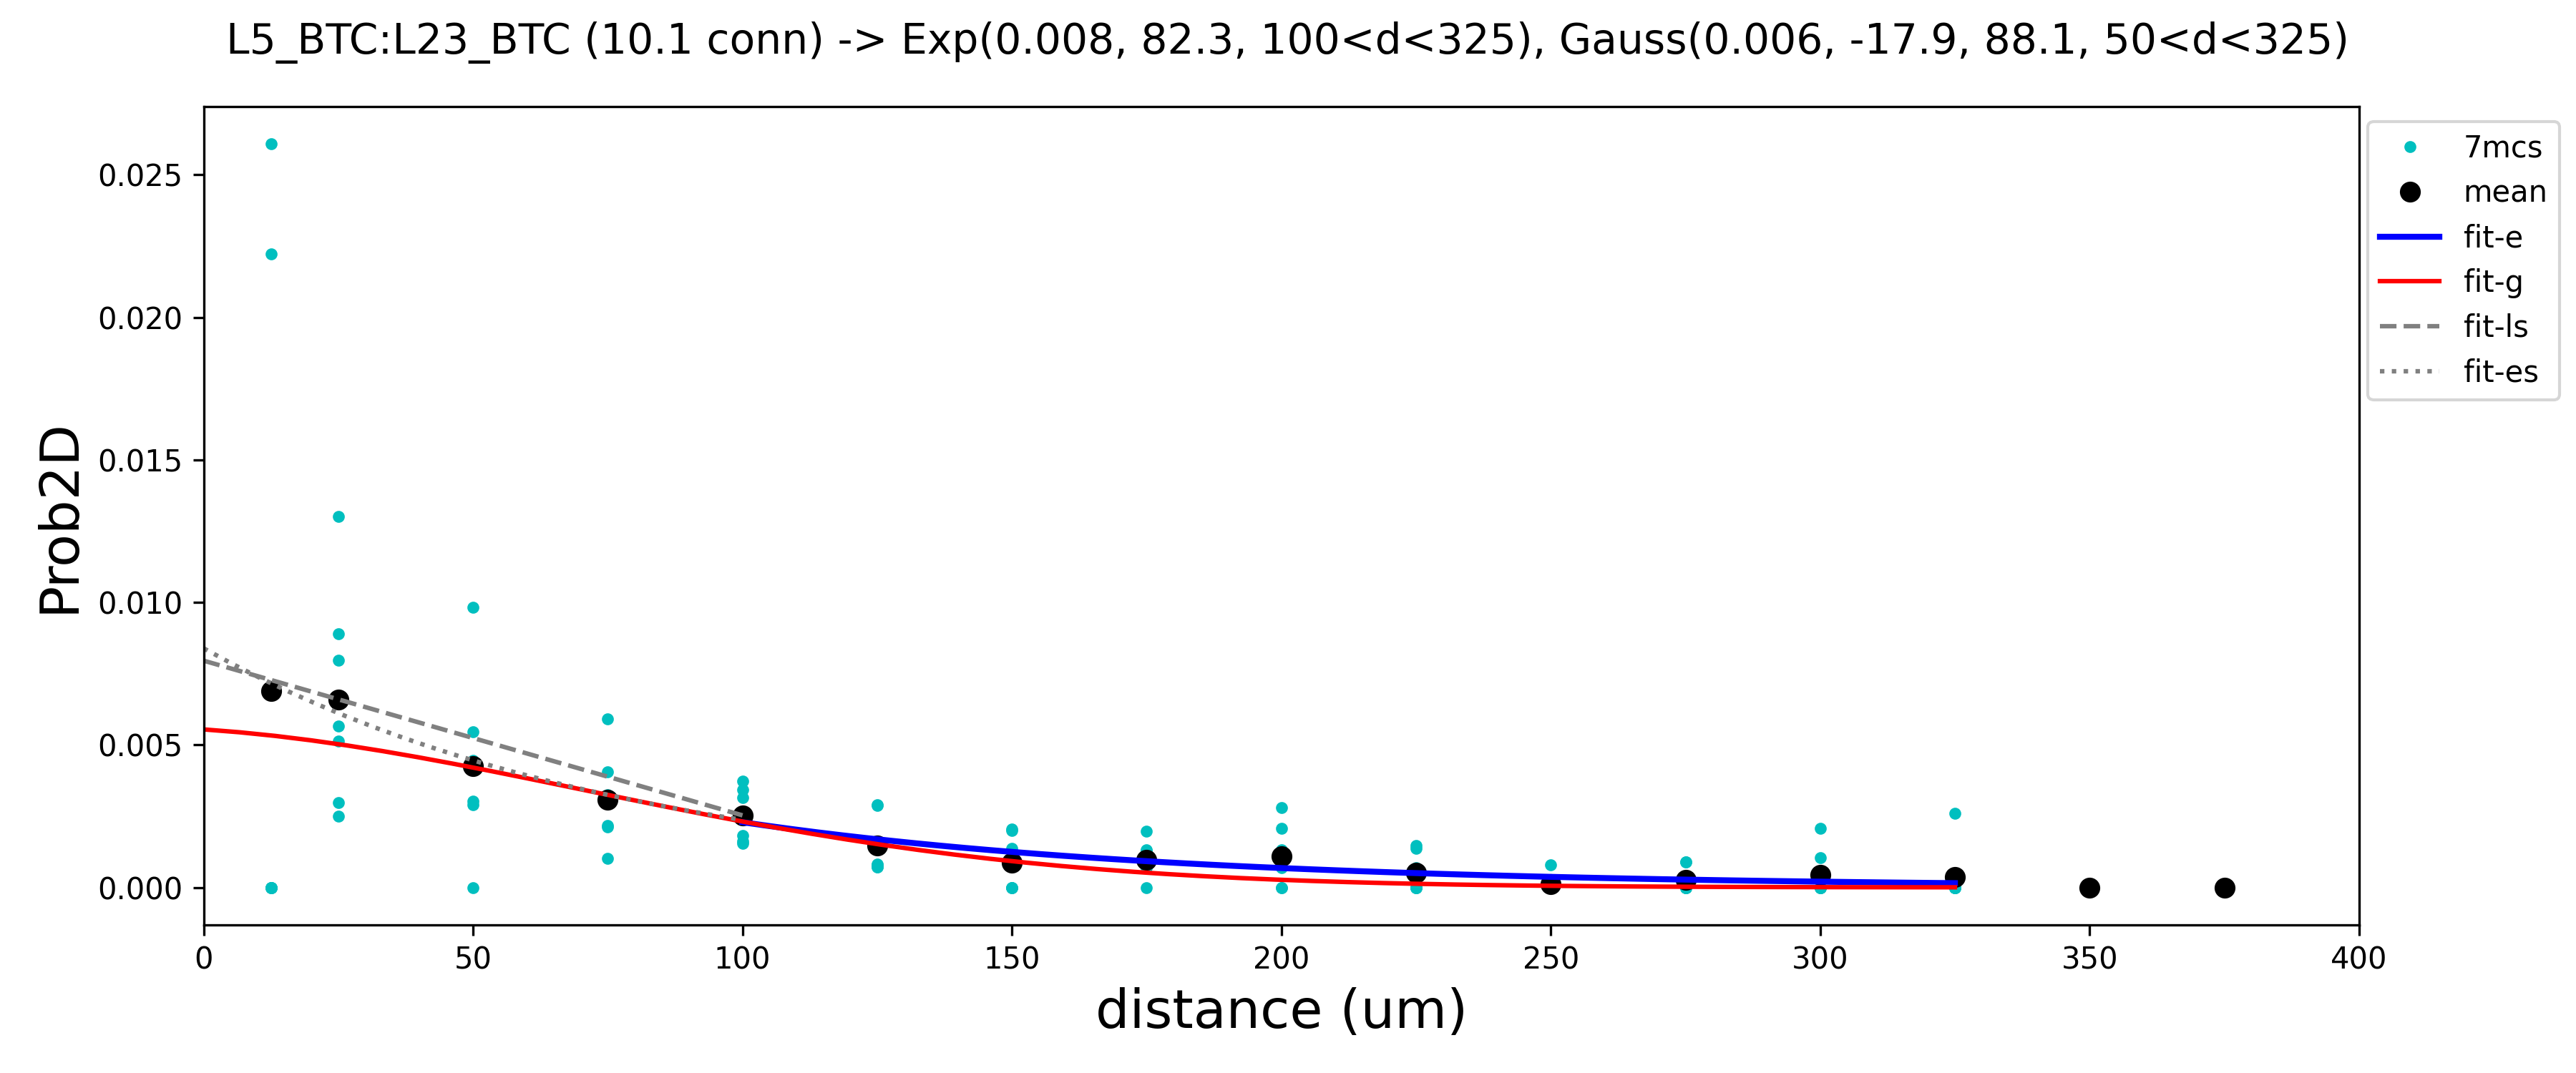 L5_BTC:L23_BTC (10.1 conn) -> Exp(0.008, 82.3, 100<d<325), Gauss(0.006, -17.9, 88.1, 50<d<325)
7mcs
mean
fit-e
fit-g
fit-ls
fit-es
Prob2D
0.025
0.020
0.015
0.010
0.005
0.000
0 50 100 150 200 250 300 350 400
distance (um)